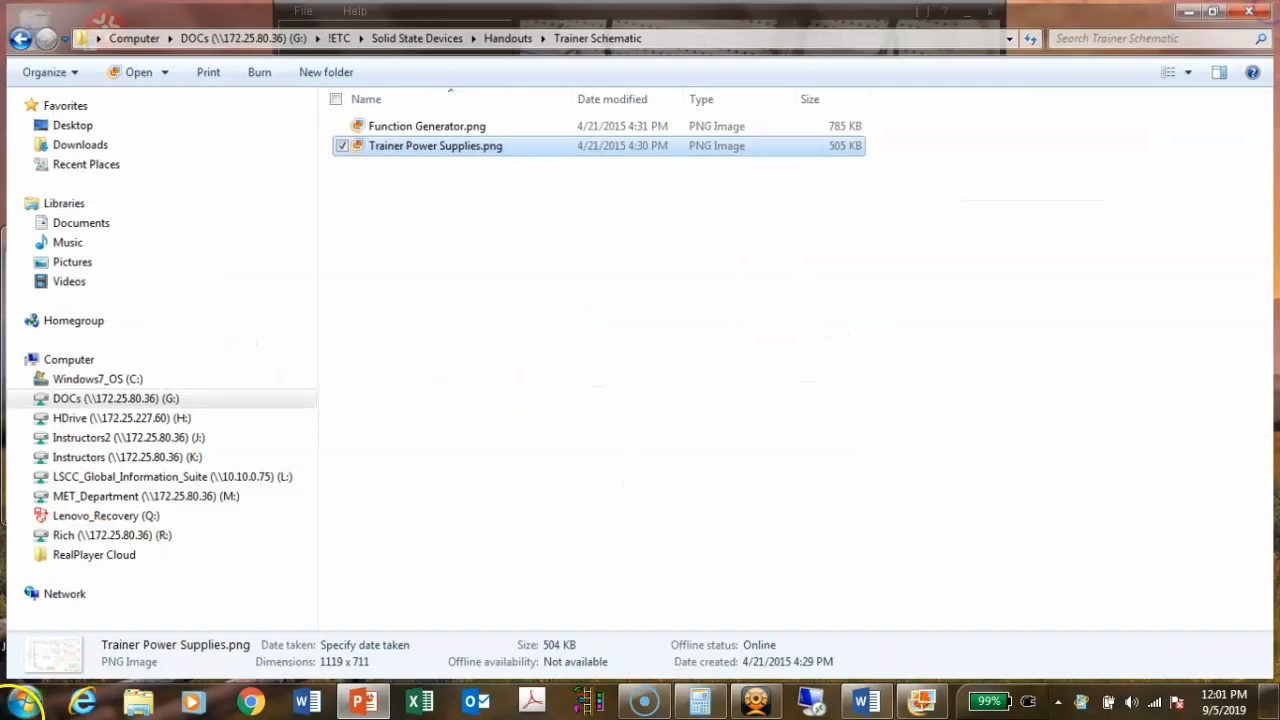 File Help
Computer DOCs (\\172.25.80.36) (G:) !ETC Solid State Devices Handouts Trainer Schematic Search Trainer Schematic
Organize Open Print Burn New folder
Name Date modified Type Size
Function Generator.png 4/21/2015 4:31 PM PNG Image 785 KB
Trainer Power Supplies.png 4/21/2015 4:30 PM PNG Image 505 KB
Favorites
Desktop
Downloads
Recent Places
Libraries
Documents
Music
Pictures
Videos
Homegroup
Computer
Windows7_OS (C:)
DOCs (\\172.25.80.36) (G:)
HDrive (\\172.25.227.60) (H:)
Instructors2 (\\172.25.80.36) (J:)
Instructors (\\172.25.80.36) (K:)
LSCC_Global_Information_Suite (\\10.10.0.75) (L:)
MET_Department (\\172.25.80.36) (M:)
Lenovo_Recovery (Q:)
Rich (\\172.25.80.36) (R:)
RealPlayer Cloud
Network
Trainer Power Supplies.png Date taken: Specify date taken Size: 504 KB Offline status: Online
PNG Image Dimensions: 1119 x 711 Offline availability: Not available Date created: 4/21/2015 4:29 PM
99%
12:01 PM
9/5/2019